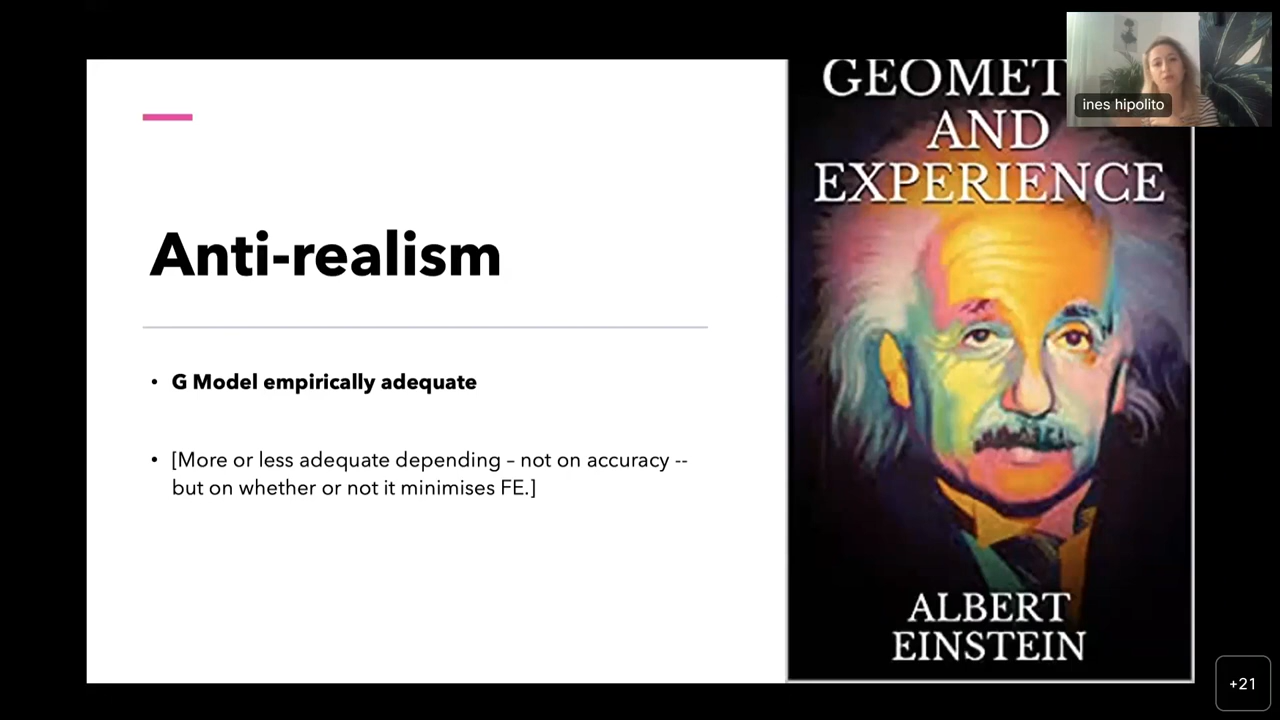 Anti-realism
• G Model empirically adequate
• [More or less adequate depending – not on accuracy --
but on whether or not it minimises FE.]
GEOMET
AND
EXPERIENCE
ALBERT
EINSTEIN
ines hipolito
+21